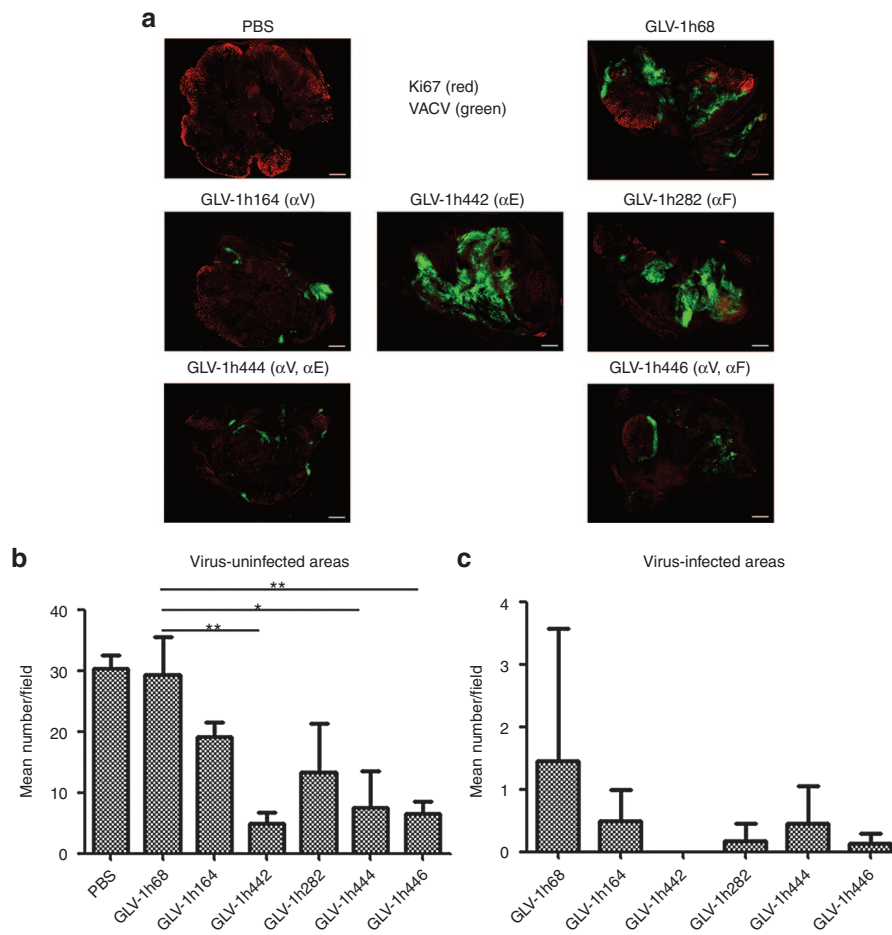 a
PBS
GLV-1h68
Ki67 (red)
VACV (green)
GLV-1h164 (αV)
GLV-1h442 (αE)
GLV-1h282 (αF)
GLV-1h444 (αV, αE)
GLV-1h446 (αV, αF)
b
Virus-uninfected areas
**
*
**
Mean number/field
40
30
20
10
0
PBS
GLV-1h68
GLV-1h164
GLV-1h442
GLV-1h282
GLV-1h444
GLV-1h446
c
Virus-infected areas
Mean number/field
4
3
2
1
0
GLV-1h68
GLV-1h164
GLV-1h442
GLV-1h282
GLV-1h444
GLV-1h446